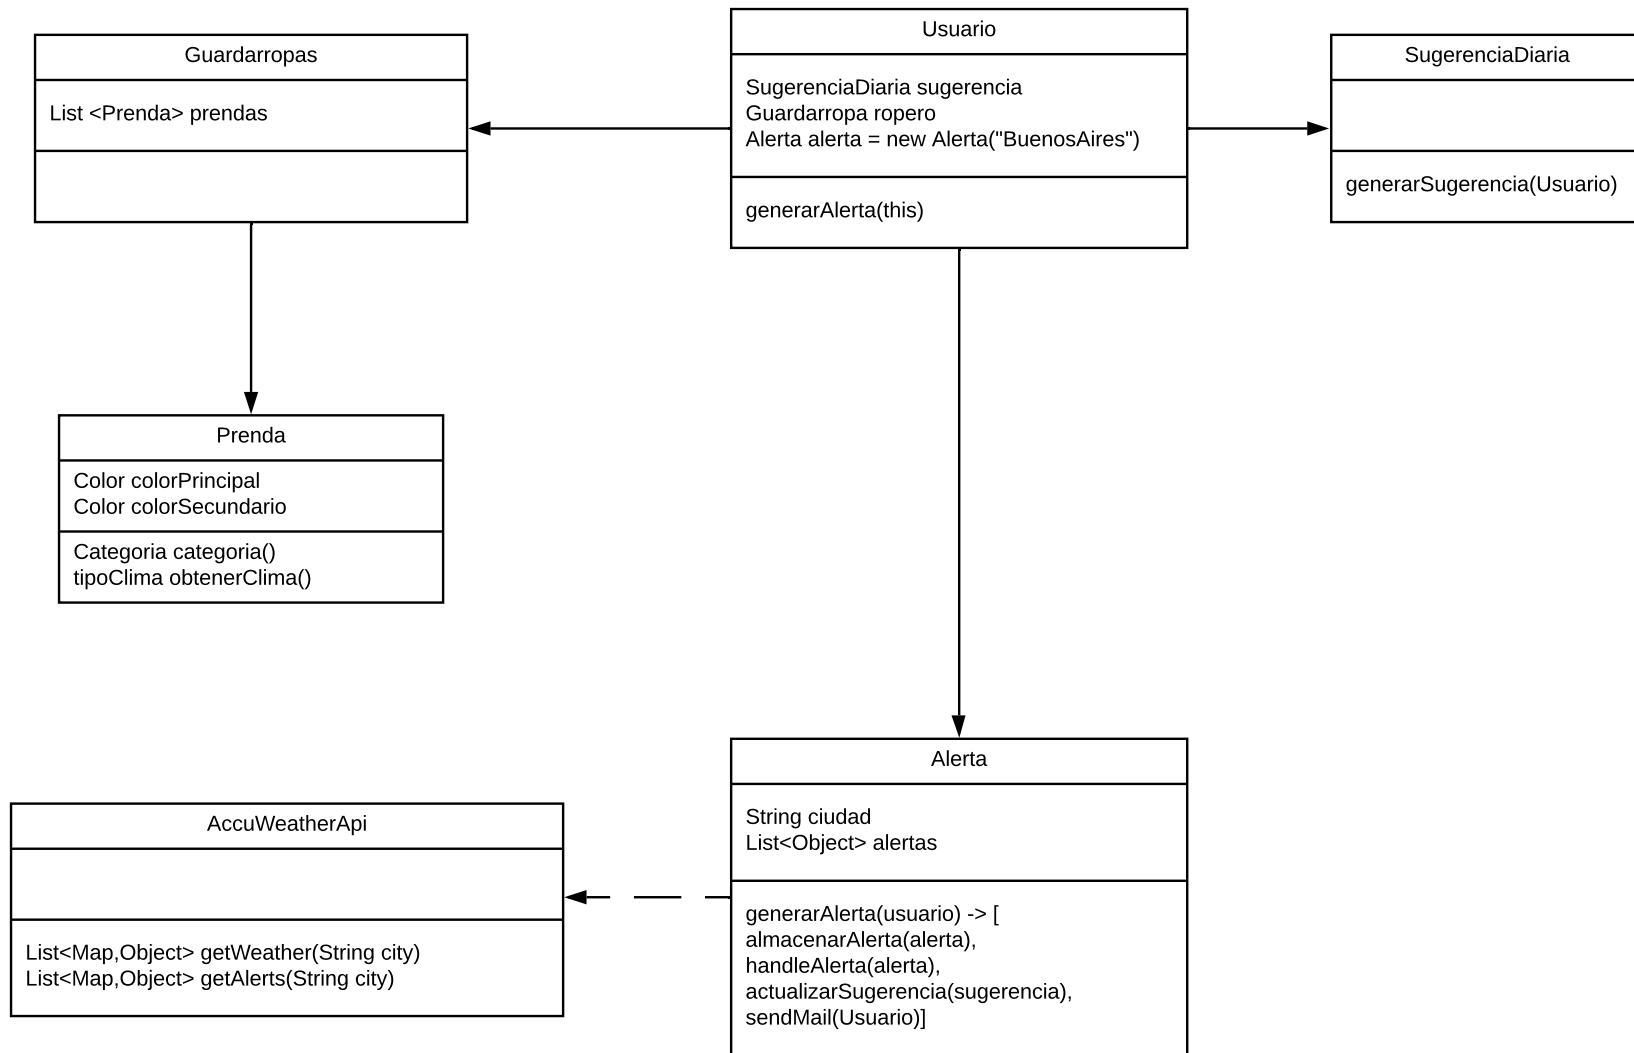 Guardarropas
List <Prenda> prendas
Usuario
SugerenciaDiaria sugerencia
Guardarropa ropero
Alerta alerta = new Alerta("BuenosAires")
generarAlerta(this)
SugerenciaDiaria
generarSugerencia(Usuario)
Prenda
Color colorPrincipal
Color colorSecundario
Categoria categoria()
tipoClima obtenerClima()
AccuWeatherApi
List<Map,Object> getWeather(String city)
List<Map,Object> getAlerts(String city)
Alerta
String ciudad
List<Object> alertas
generarAlerta(usuario) -> [
almacenarAlerta(alerta),
handleAlerta(alerta),
actualizarSugerencia(sugerencia),
sendMail(Usuario)]